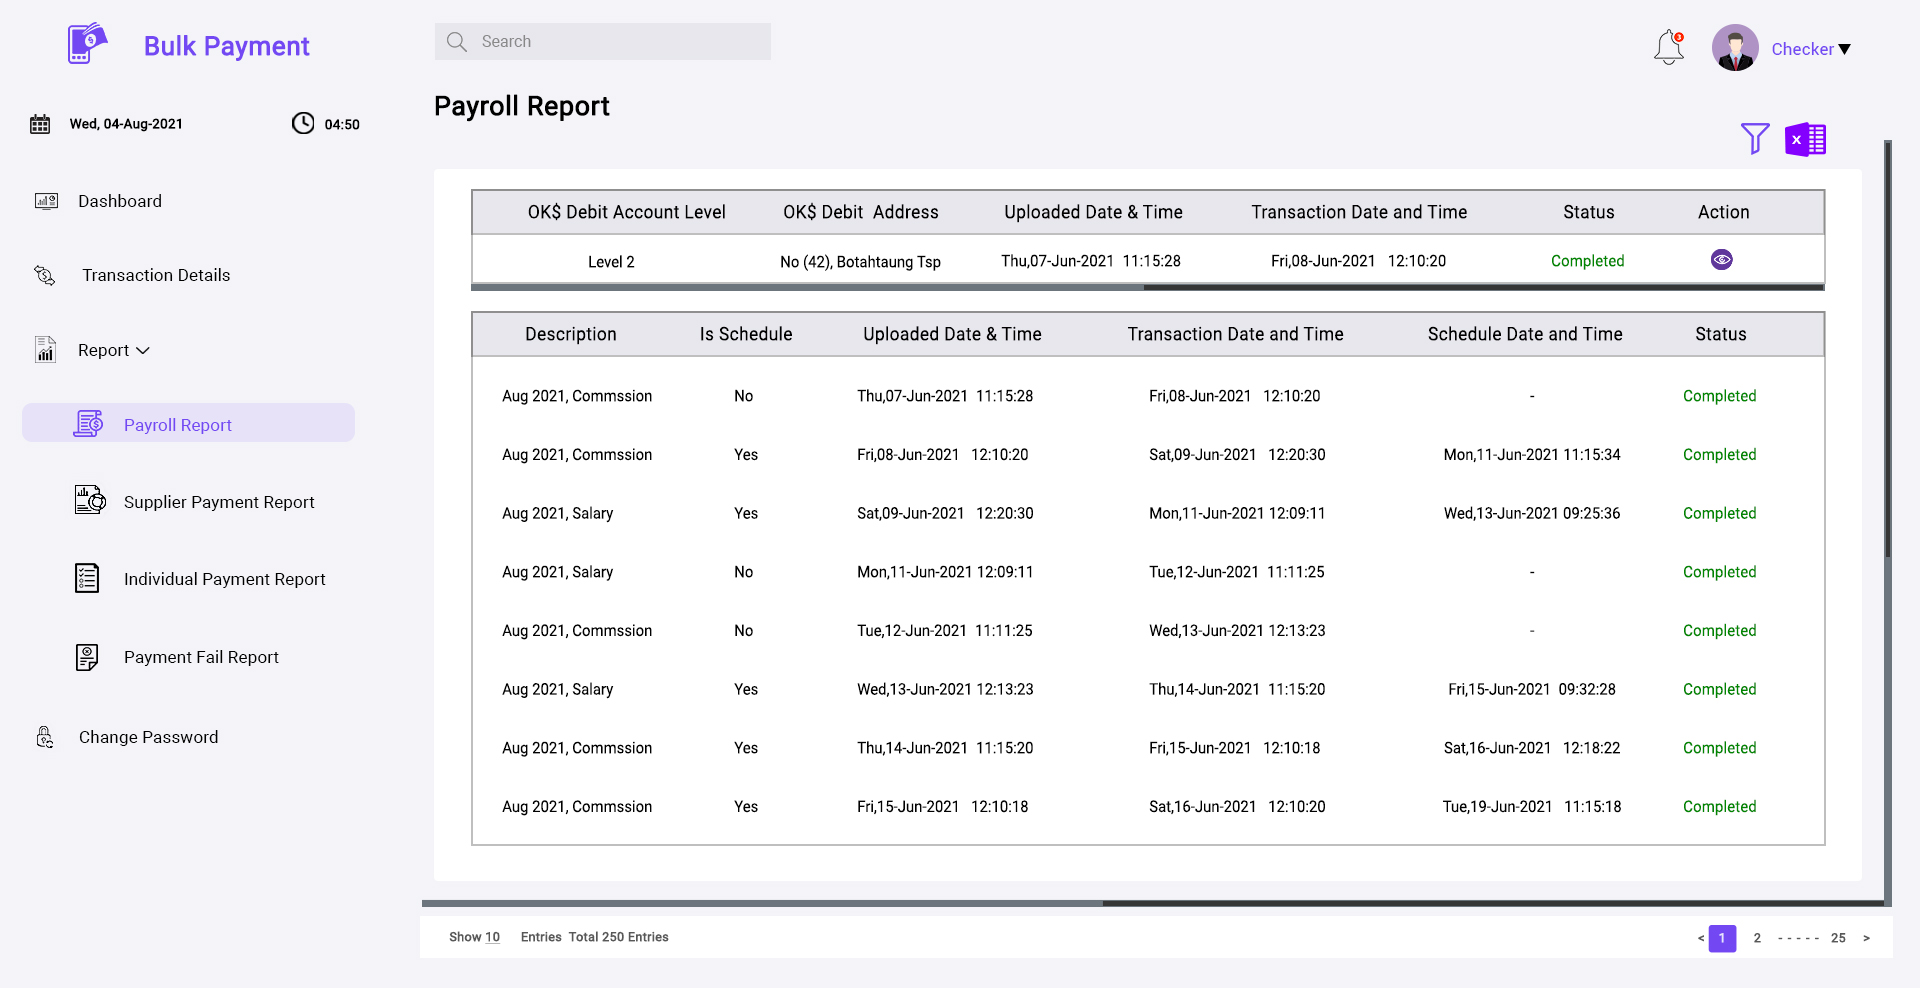 Bulk Payment
Search
3
Checker
Wed, 04-Aug-2021 04:50
Payroll Report
Dashboard
Transaction Details
Report
Payroll Report
Supplier Payment Report
Individual Payment Report
Payment Fail Report
Change Password
OK$ Debit Account Level OK$ Debit Address Uploaded Date & Time Transaction Date and Time Status Action
Level 2 No (42), Botahtaung Tsp Thu,07-Jun-2021 11:15:28 Fri,08-Jun-2021 12:10:20 Completed
Description Is Schedule Uploaded Date & Time Transaction Date and Time Schedule Date and Time Status
Aug 2021, Commssion No Thu,07-Jun-2021 11:15:28 Fri,08-Jun-2021 12:10:20 - Completed
Aug 2021, Commssion Yes Fri,08-Jun-2021 12:10:20 Sat,09-Jun-2021 12:20:30 Mon,11-Jun-2021 11:15:34 Completed
Aug 2021, Salary Yes Sat,09-Jun-2021 12:20:30 Mon,11-Jun-2021 12:09:11 Wed,13-Jun-2021 09:25:36 Completed
Aug 2021, Salary No Mon,11-Jun-2021 12:09:11 Tue,12-Jun-2021 11:11:25 - Completed
Aug 2021, Commssion No Tue,12-Jun-2021 11:11:25 Wed,13-Jun-2021 12:13:23 - Completed
Aug 2021, Salary Yes Wed,13-Jun-2021 12:13:23 Thu,14-Jun-2021 11:15:20 Fri,15-Jun-2021 09:32:28 Completed
Aug 2021, Commssion Yes Thu,14-Jun-2021 11:15:20 Fri,15-Jun-2021 12:10:18 Sat,16-Jun-2021 12:18:22 Completed
Aug 2021, Commssion Yes Fri,15-Jun-2021 12:10:18 Sat,16-Jun-2021 12:10:20 Tue,19-Jun-2021 11:15:18 Completed
Show 10 Entries Total 250 Entries
< 1 2 - - - - - 25 >